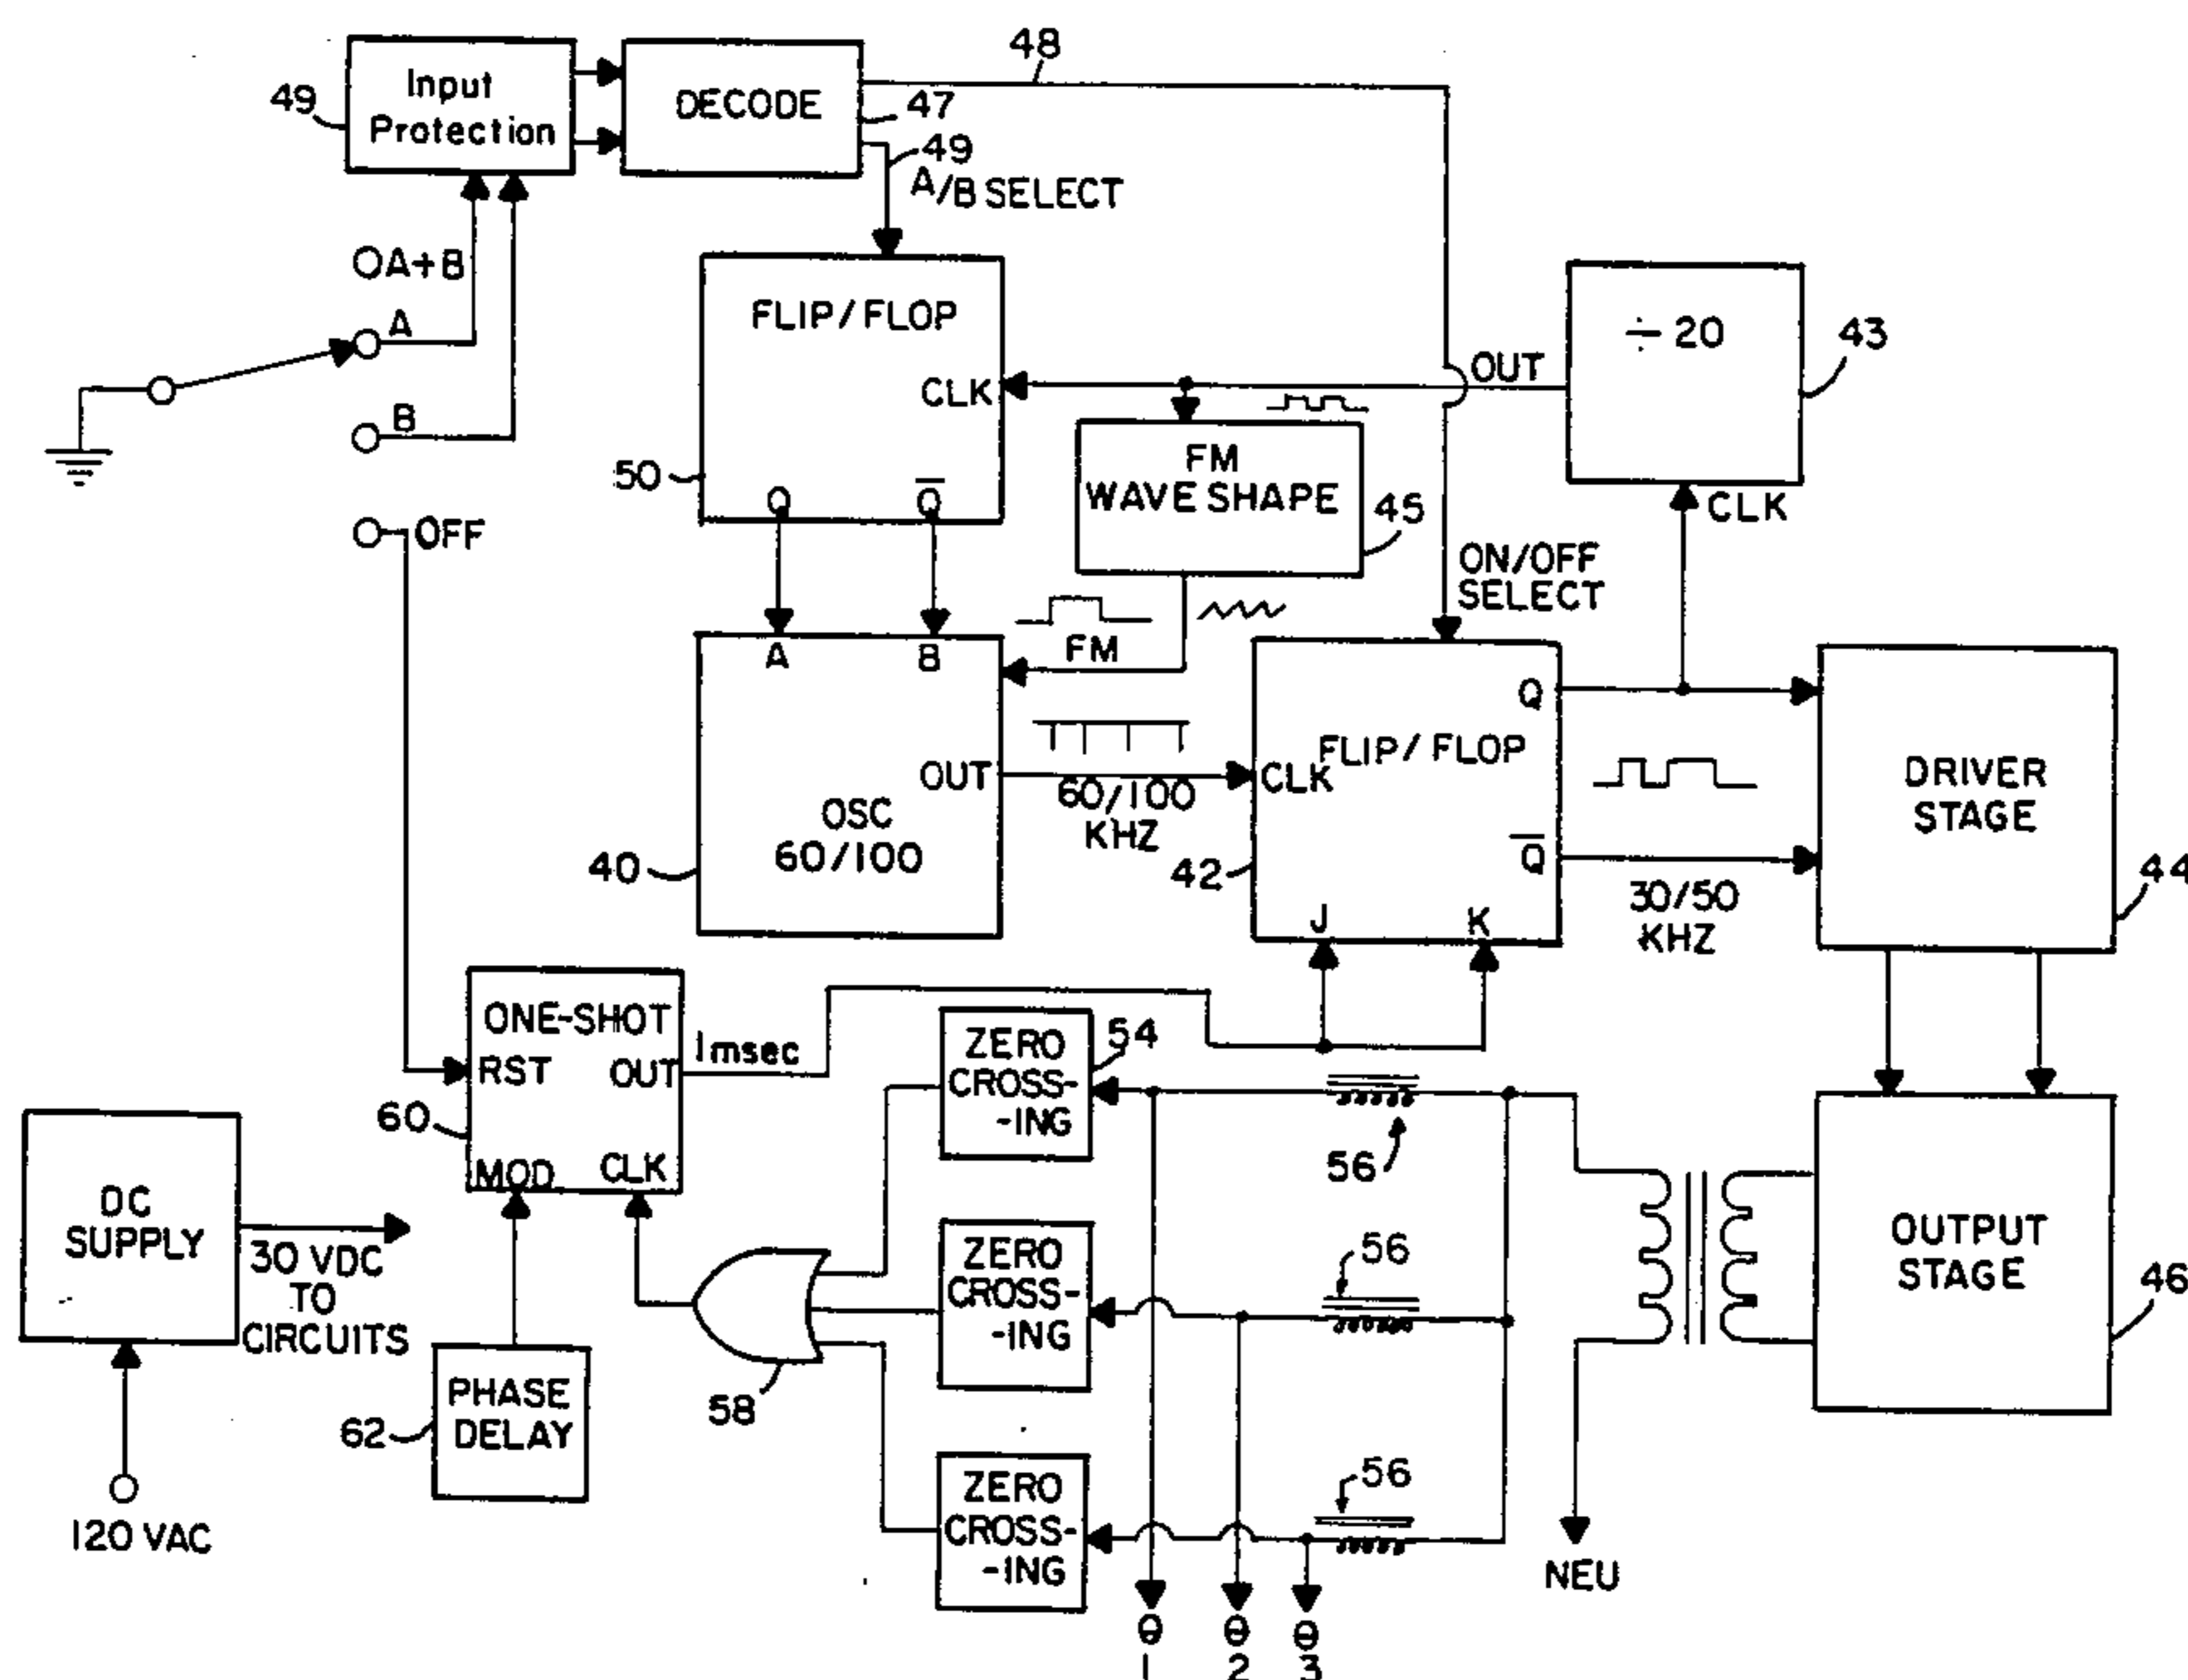 48
Input
Protection
49
DECODE
47
49
A/B SELECT
A+B
A
B
OFF
FLIP/FLOP
CLK
Q
Q̅
50
OUT
÷20
43
CLK
FM
WAVE SHAPE
45
ON/OFF
SELECT
FM
A
B
OUT
OSC
60/100
40
60/100
KHZ
CLK
FLIP/FLOP
Q
Q̅
J
K
42
30/50
KHZ
DRIVER
STAGE
44
ONE-SHOT
RST
OUT
MOD
CLK
60
1 msec
ZERO
CROSS-
-ING
54
56
ZERO
CROSS-
-ING
56
ZERO
CROSS-
-ING
56
58
DC
SUPPLY
30 VDC
TO
CIRCUITS
120 VAC
PHASE
DELAY
62
OUTPUT
STAGE
46
NEU
θ
1
θ
2
θ
3